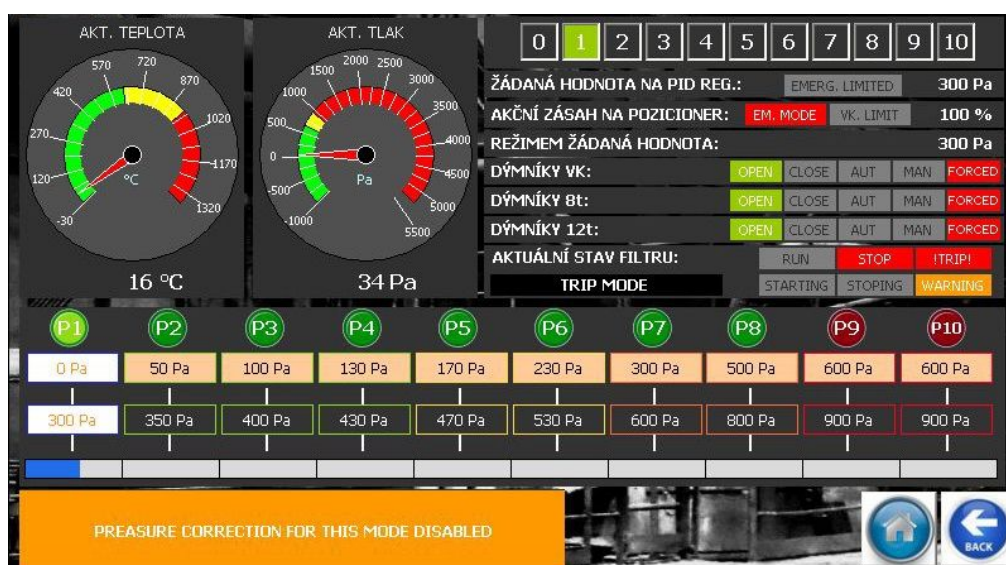 AKT. TEPLOTA
-30
120
270
420
570
720
870
1020
1170
1320
°C
16 °C
AKT. TLAK
-1000
-500
0
500
1000
1500
2000
2500
3000
3500
4000
4500
5000
5500
Pa
34 Pa
0 1 2 3 4 5 6 7 8 9 10
ŽÁDANÁ HODNOTA NA PID REG.: EMERG. LIMITED 300 Pa
AKČNÍ ZÁSAH NA POZICIONER: EM. MODE VK. LIMIT 100 %
REŽIMEM ŽÁDANÁ HODNOTA: 300 Pa
DÝMNÍKY VK: OPEN CLOSE AUT MAN FORCED
DÝMNÍKY 8t: OPEN CLOSE AUT MAN FORCED
DÝMNÍKY 12t: OPEN CLOSE AUT MAN FORCED
AKTUÁLNÍ STAV FILTRU: RUN STOP !TRIP!
TRIP MODE STARTING STOPING WARNING
P1 P2 P3 P4 P5 P6 P7 P8 P9 P10
0 Pa 50 Pa 100 Pa 130 Pa 170 Pa 230 Pa 300 Pa 500 Pa 600 Pa 600 Pa
300 Pa 350 Pa 400 Pa 430 Pa 470 Pa 530 Pa 600 Pa 800 Pa 900 Pa 900 Pa
PREASURE CORRECTION FOR THIS MODE DISABLED
BACK